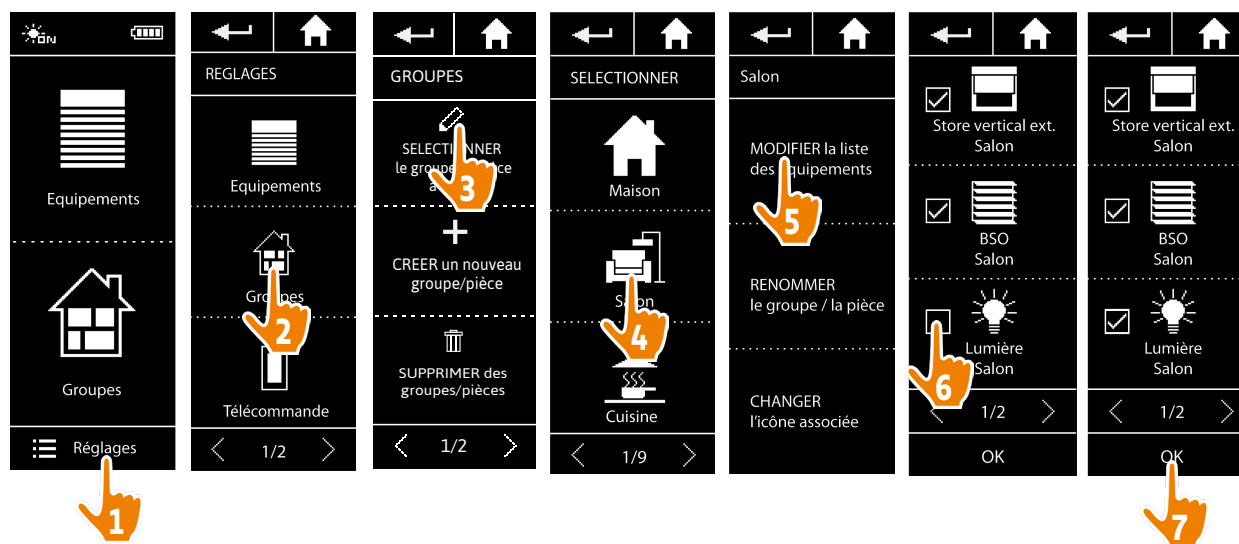 ON
Equipements
Groupes
Réglages
1
REGLAGES
Equipements
Groupes
2
Télécommande
1/2
GROUPES
SELECTIONNER
le groupe
3
CREER un nouveau
groupe/pièce
SUPPRIMER des
groupes/pièces
1/2
SELECTIONNER
Maison
Salon
4
Cuisine
1/9
Salon
MODIFIER la liste
des équipements
5
RENOMMER
le groupe / la pièce
CHANGER
l'icône associée
Store vertical ext.
Salon
BSO
Salon
Lumière
Salon
6
1/2
OK
Store vertical ext.
Salon
BSO
Salon
Lumière
Salon
1/2
OK
7